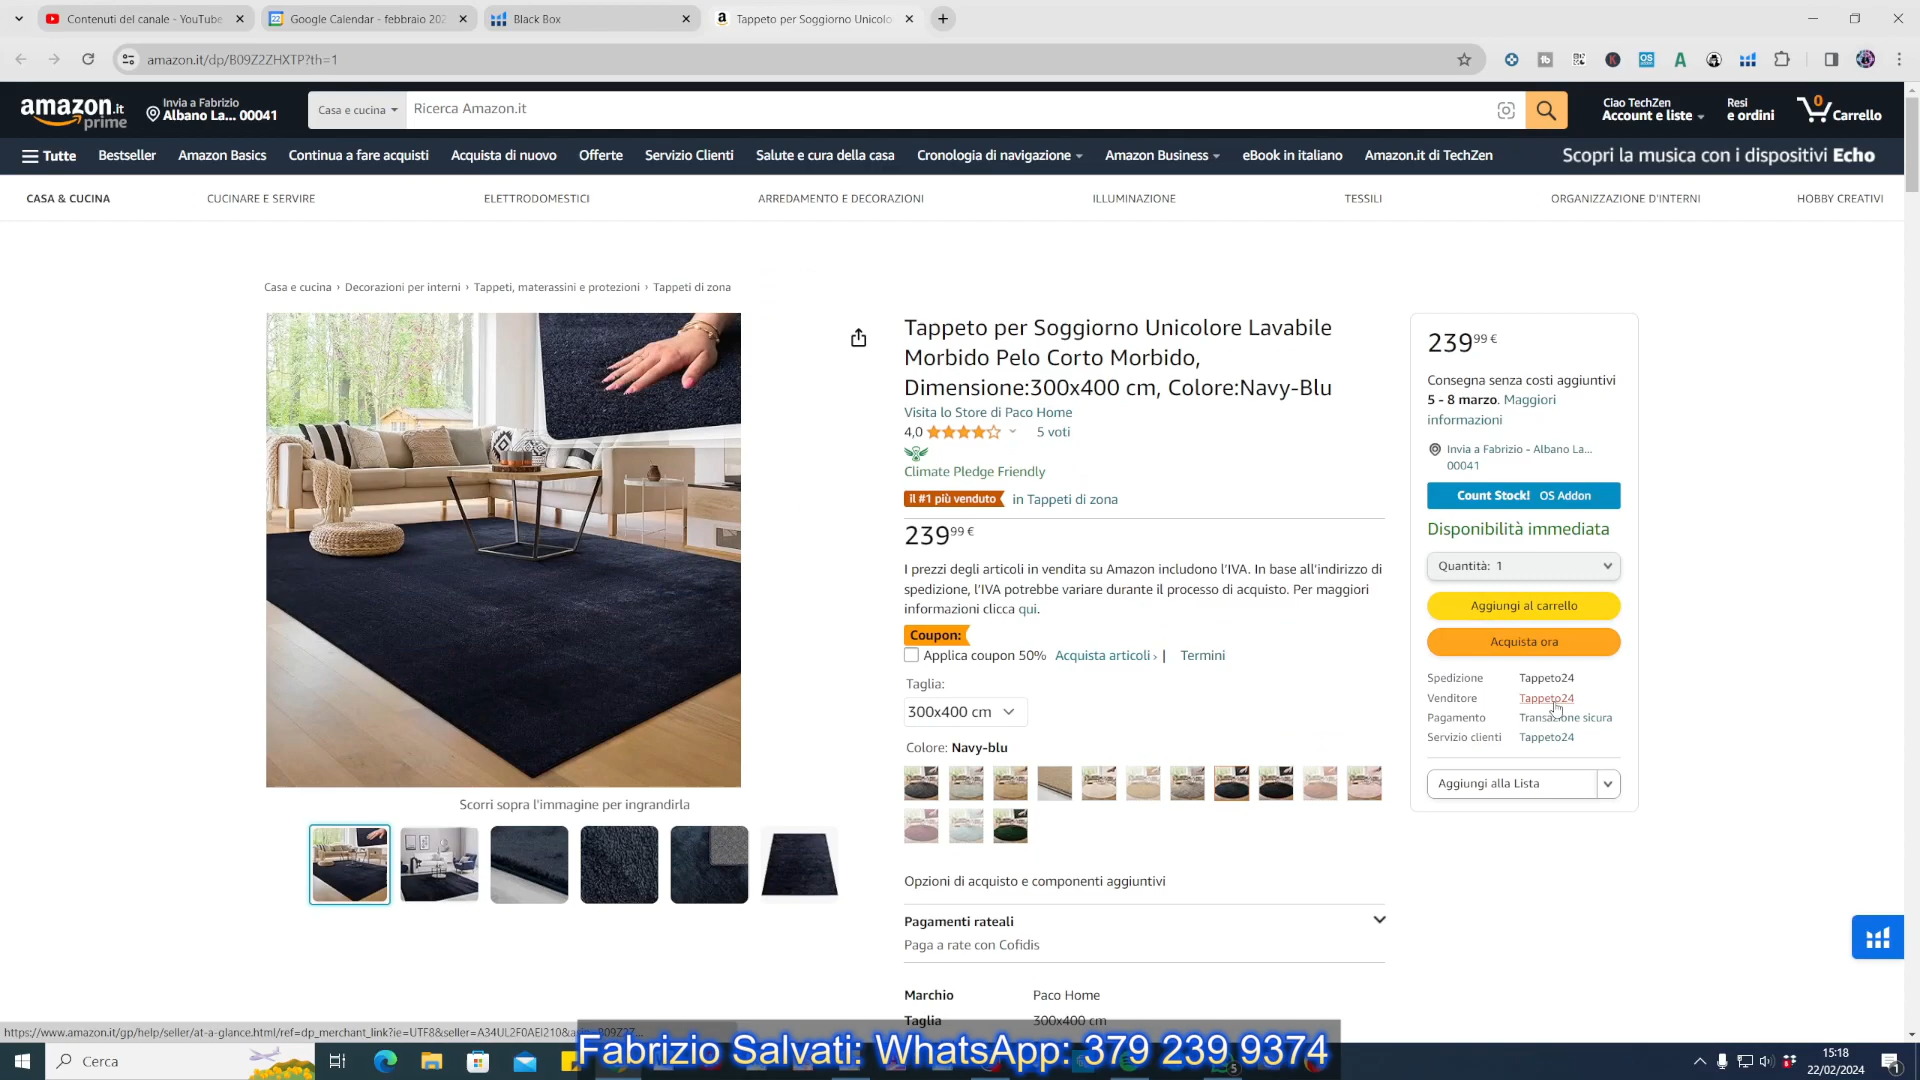 Contenuti del canale - YouTube
Google Calendar - febbraio 202
Black Box
Tappeto per Soggiorno Unicolo
amazon.it/dp/B09Z2ZHXTP?th=1
amazon.it
prime
Invia a Fabrizio
Albano La... 00041
Casa e cucina
Ricerca Amazon.it
Ciao TechZen
Account e liste
Resi
e ordini
0
Carrello
Tutte
Bestseller
Amazon Basics
Continua a fare acquisti
Acquista di nuovo
Offerte
Servizio Clienti
Salute e cura della casa
Cronologia di navigazione
Amazon Business
eBook in italiano
Amazon.it di TechZen
Scopri la musica con i dispositivi Echo
CASA & CUCINA
CUCINARE E SERVIRE
ELETTRODOMESTICI
ARREDAMENTO E DECORAZIONI
ILLUMINAZIONE
TESSILI
ORGANIZZAZIONE D'INTERNI
HOBBY CREATIVI
Casa e cucina › Decorazioni per interni › Tappeti, materassini e protezioni › Tappeti di zona
Scorri sopra l'immagine per ingrandirla
Tappeto per Soggiorno Unicolore Lavabile
Morbido Pelo Corto Morbido,
Dimensione:300x400 cm, Colore:Navy-Blu
Visita lo Store di Paco Home
4,0
5 voti
Climate Pledge Friendly
il #1 più venduto in Tappeti di zona
239 99 €
I prezzi degli articoli in vendita su Amazon includono l'IVA. In base all'indirizzo di
spedizione, l'IVA potrebbe variare durante il processo di acquisto. Per maggiori
informazioni clicca qui.
Coupon:
Applica coupon 50% Acquista articoli › | Termini
Taglia:
300x400 cm
Colore: Navy-blu
Opzioni di acquisto e componenti aggiuntivi
Pagamenti rateali
Paga a rate con Cofidis
Marchio Paco Home
Taglia 300x400 cm
239 99 €
Consegna senza costi aggiuntivi
5 - 8 marzo. Maggiori
informazioni
Invia a Fabrizio - Albano La...
00041
Count Stock! OS Addon
Disponibilità immediata
Quantità: 1
Aggiungi al carrello
Acquista ora
Spedizione Tappeto24
Venditore Tappeto24
Pagamento Transazione sicura
Servizio clienti Tappeto24
Aggiungi alla Lista
Fabrizio Salvati: WhatsApp: 379 239 9374
Cerca
15:18
22/02/2024